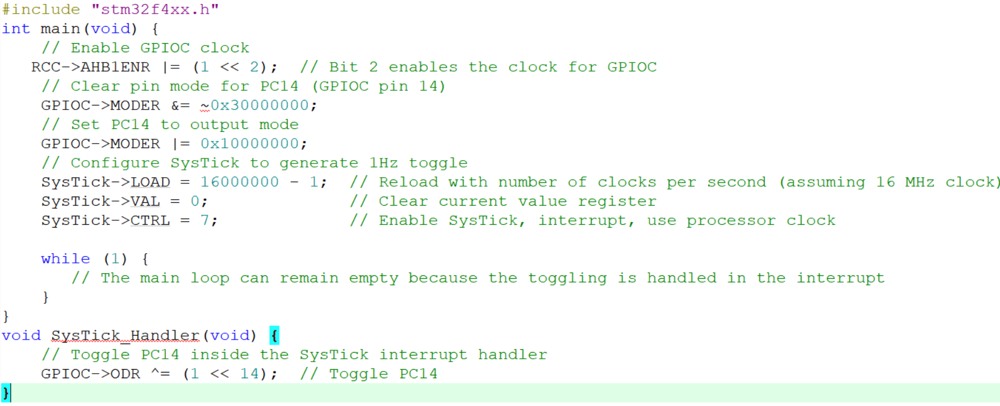 #include "stm32f4xx.h"
int main(void) {
    // Enable GPIOC clock
   RCC->AHB1ENR |= (1 << 2);  // Bit 2 enables the clock for GPIOC
    // Clear pin mode for PC14 (GPIOC pin 14)
    GPIOC->MODER &= ~0x30000000;
    // Set PC14 to output mode
    GPIOC->MODER |= 0x10000000;
    // Configure SysTick to generate 1Hz toggle
    SysTick->LOAD = 16000000 - 1;  // Reload with number of clocks per second (assuming 16 MHz clock)
    SysTick->VAL = 0;              // Clear current value register
    SysTick->CTRL = 7;             // Enable SysTick, interrupt, use processor clock
    while (1) {
       // The main loop can remain empty because the toggling is handled in the interrupt
    }
}
void SysTick_Handler(void) {
    // Toggle PC14 inside the SysTick interrupt handler
    GPIOC->ODR ^= (1 << 14);  // Toggle PC14
}